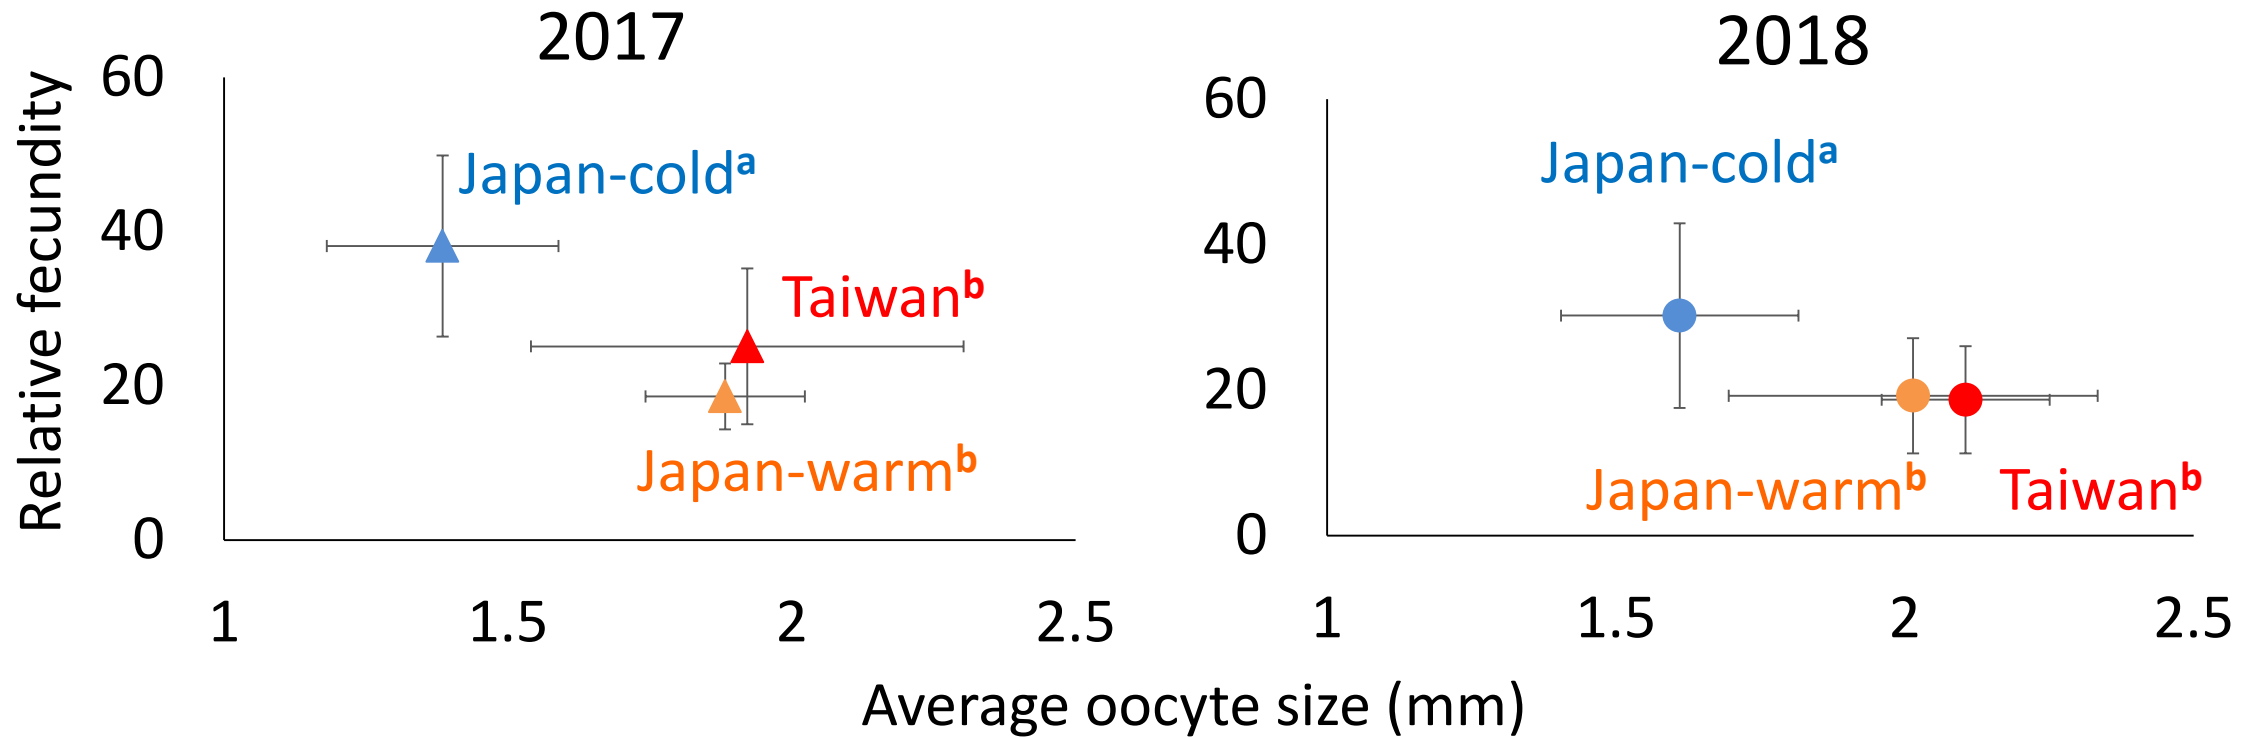 2017
Relative fecundity
60
40
20
0
Japan-coldᵃ
Taiwanᵇ
Japan-warmᵇ
1 1.5 2 2.5
2018
60
40
20
0
Japan-coldᵃ
Japan-warmᵇ Taiwanᵇ
1 1.5 2 2.5
Average oocyte size (mm)